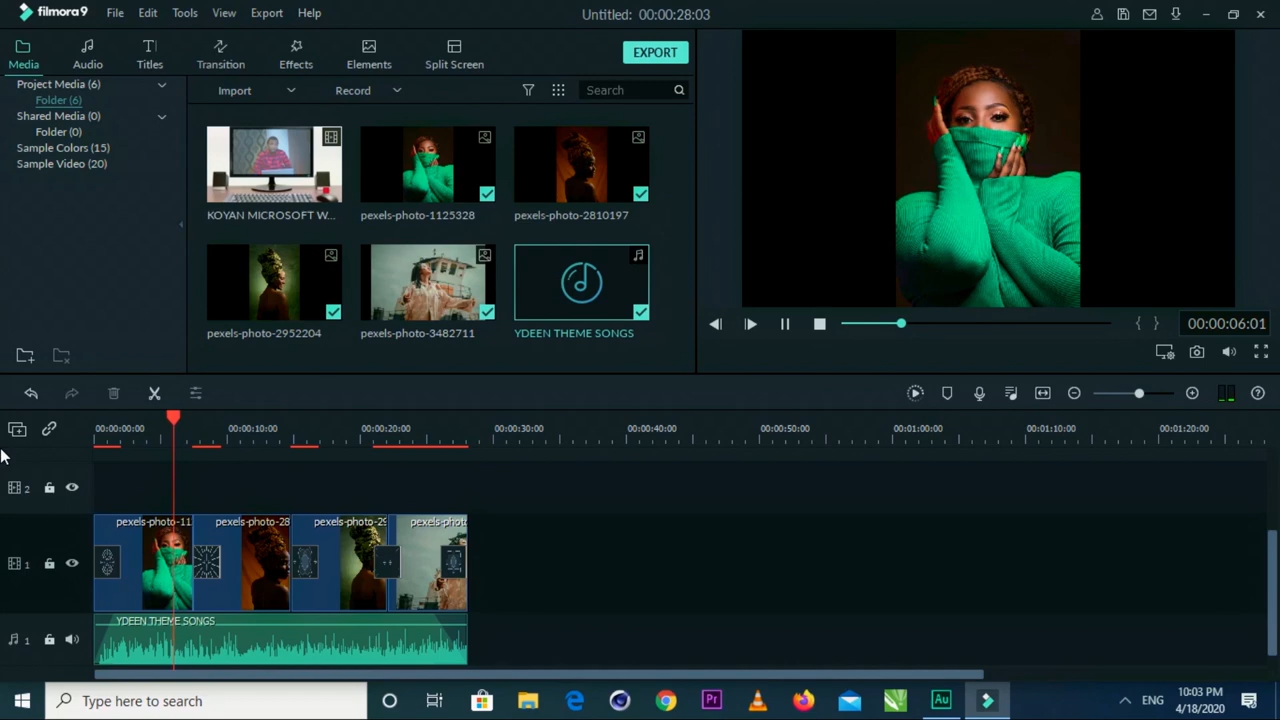 filmora9 File Edit Tools View Export Help Untitled: 00:00:28:03
Media Audio Titles Transition Effects Elements Split Screen EXPORT
Project Media (6)
Folder (6)
Shared Media (0)
Folder (0)
Sample Colors (15)
Sample Video (20)
Import Record Search
KOYAN MICROSOFT W... pexels-photo-1125328 pexels-photo-2810197
pexels-photo-2952204 pexels-photo-3482711 YDEEN THEME SONGS
00:00:06:01
00:00:00:00 00:00:10:00 00:00:20:00 00:00:30:00 00:00:40:00 00:00:50:00 00:01:00:00 00:01:10:00 00:01:20:00
2
pexels-photo-11 pexels-photo-28 pexels-photo-29 pexels-phot
1
YDEEN THEME SONGS
1
Type here to search Pr Au ENG 10:03 PM
4/18/2020